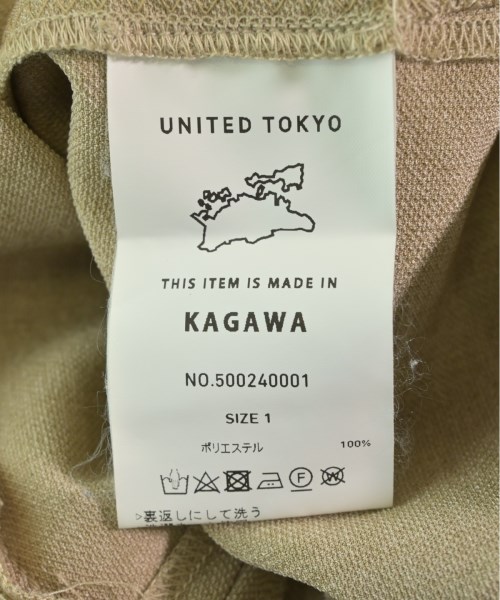 UNITED TOKYO
THIS ITEM IS MADE IN
KAGAWA
NO.500240001
SIZE 1
ポリエステル 100%
F W
>裏返しにして洗う